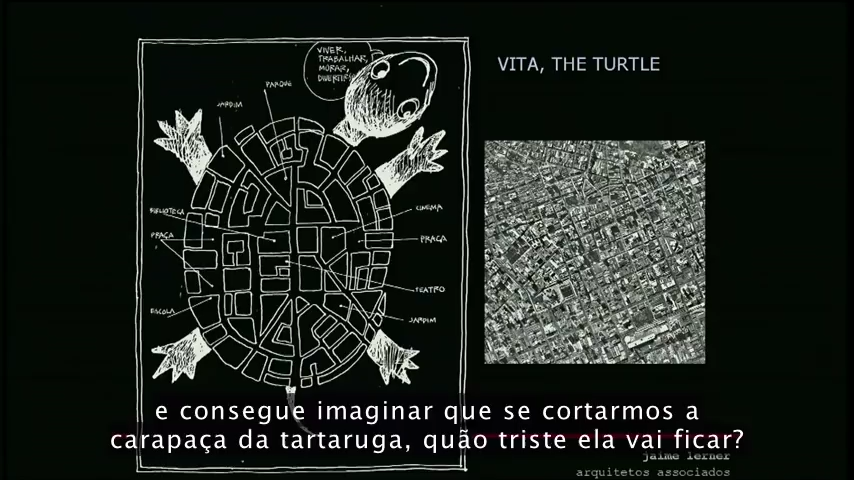 VITA, THE TURTLE
VIVER,
TRABALHAR,
MORAR,
DIVERTIR
PARQUE
JARDIM
BIBLIOTECA
CINEMA
PRAÇA
PRAÇA
TEATRO
ESCOLA
JARDIM
e consegue imaginar que se cortarmos a
carapaça da tartaruga, quão triste ela vai ficar?
jaime lerner
arquitetos associados